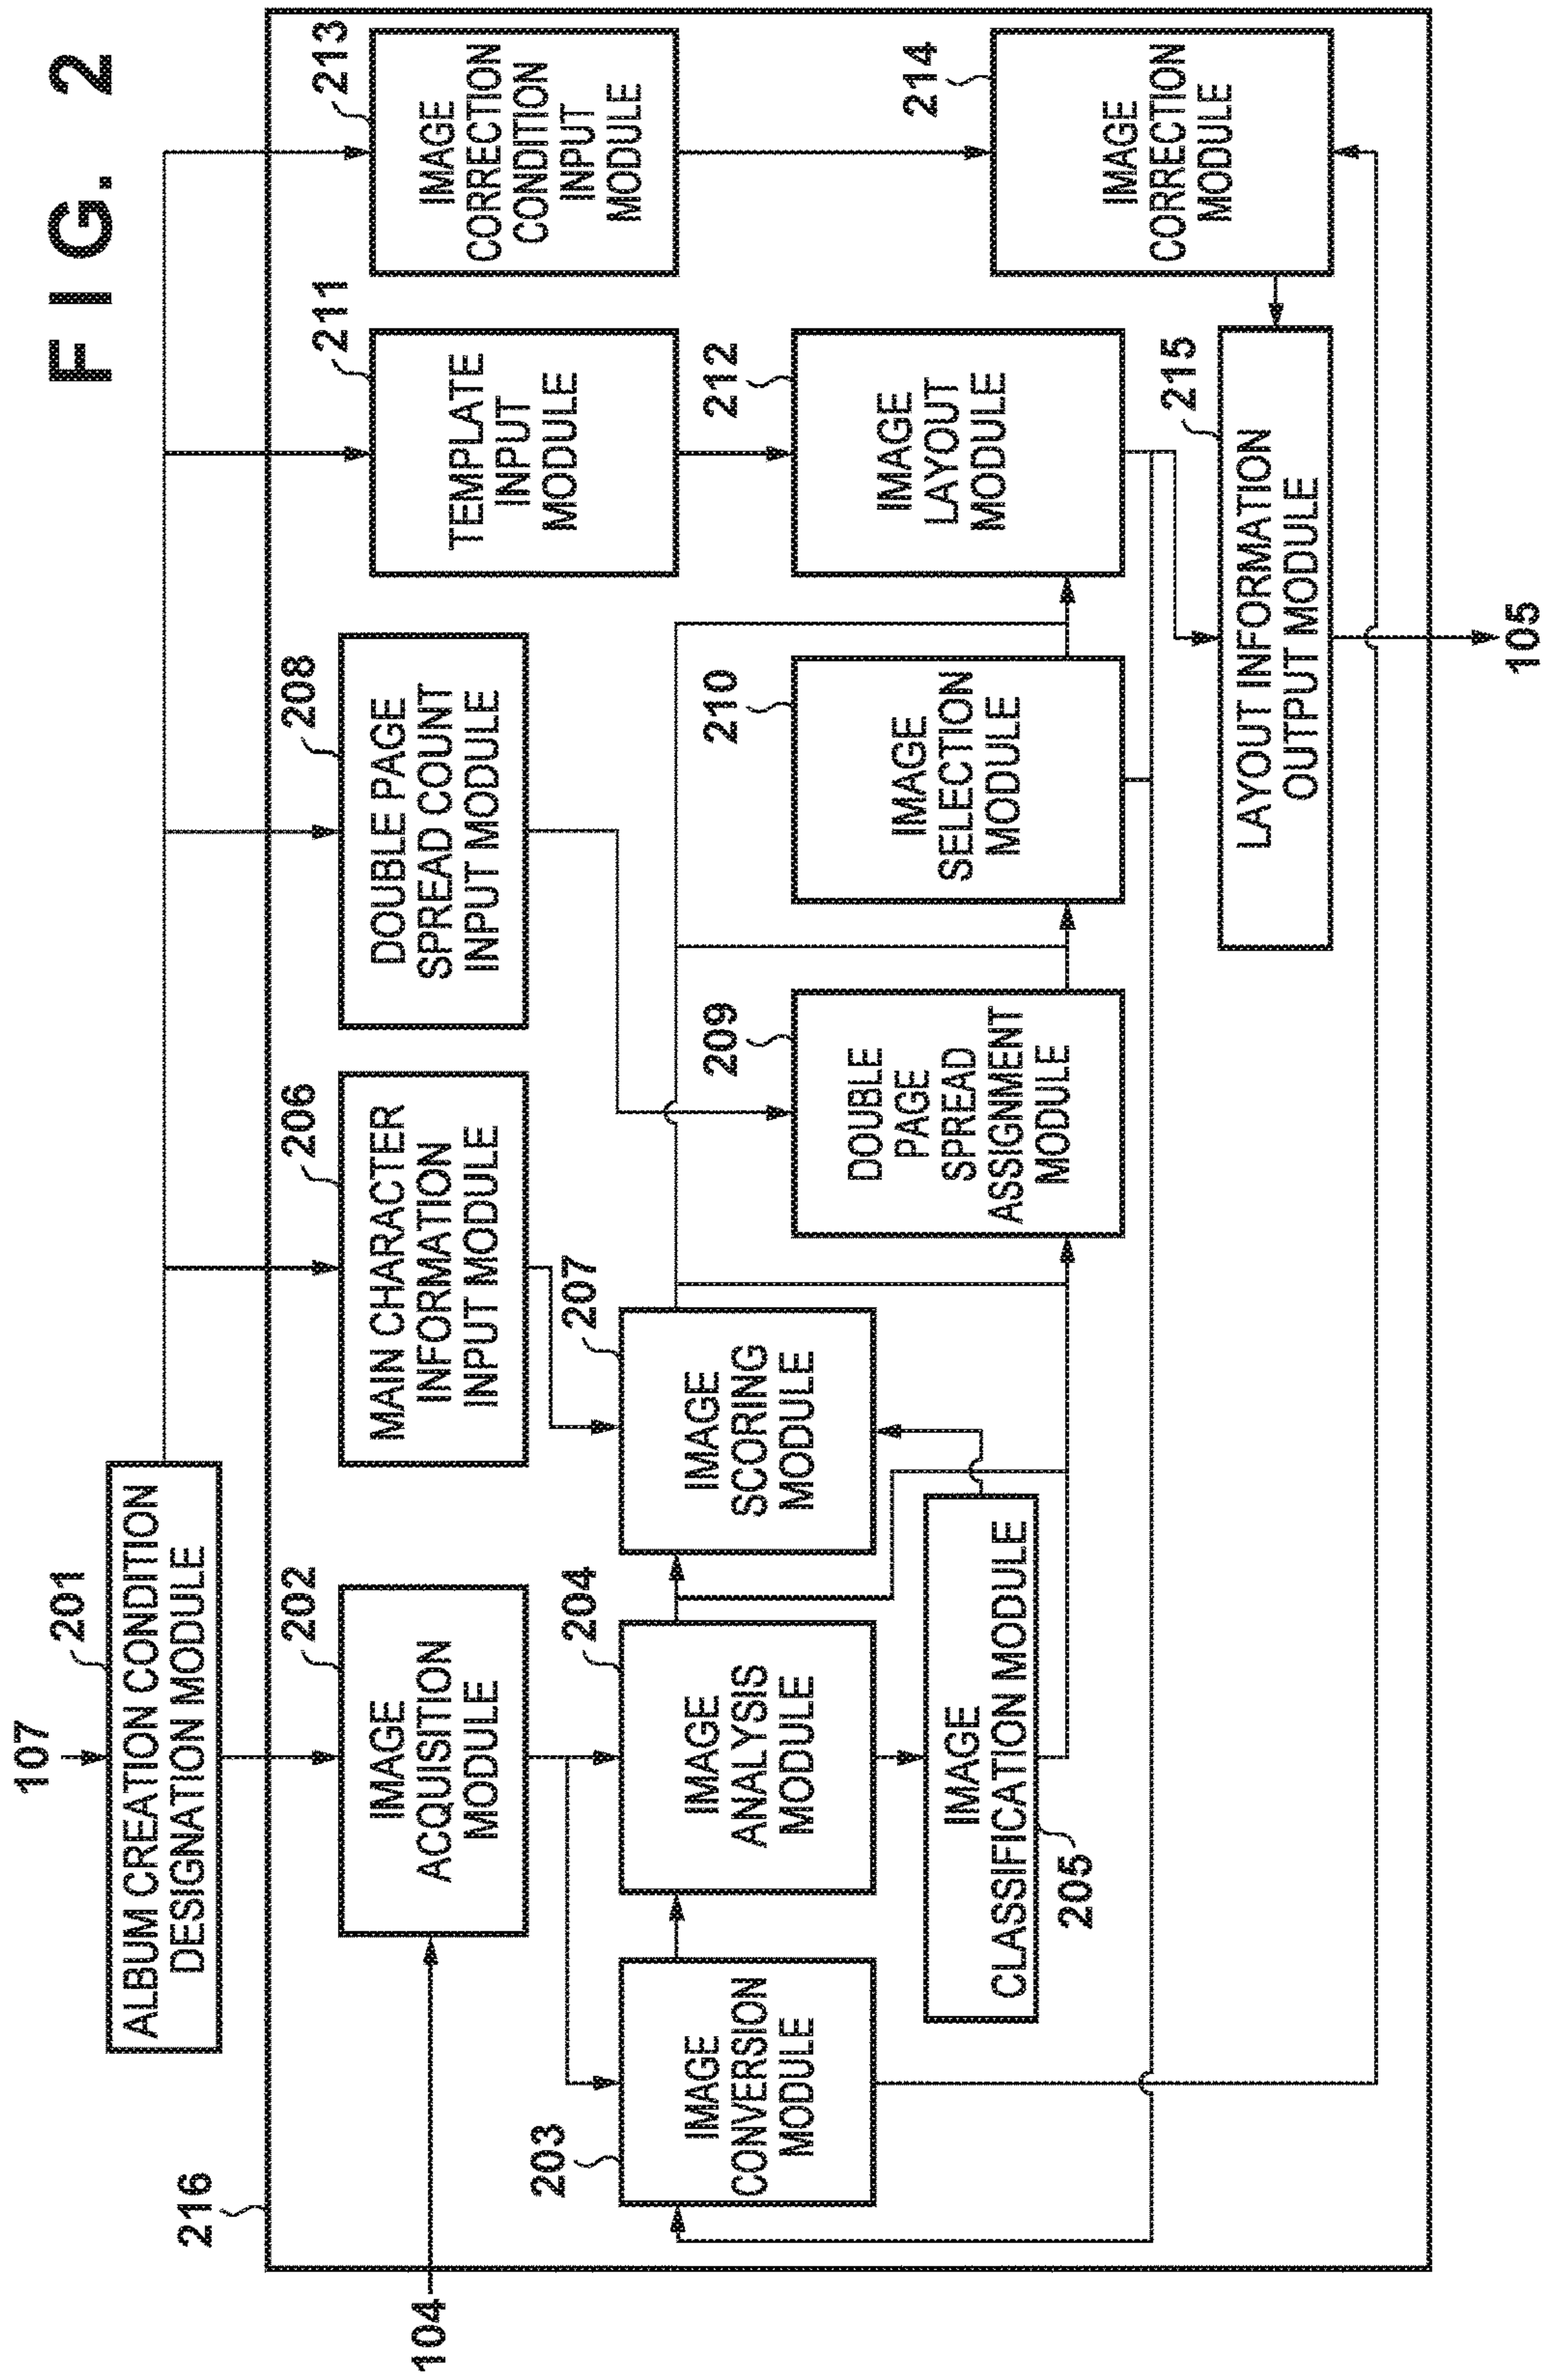 FIG. 2
107
201
ALBUM CREATION CONDITION
DESIGNATION MODULE
216
104
202
IMAGE
ACQUISITION
MODULE
206
MAIN CHARACTER
INFORMATION
INPUT MODULE
208
DOUBLE PAGE
SPREAD COUNT
INPUT MODULE
211
TEMPLATE
INPUT
MODULE
213
IMAGE
CORRECTION
CONDITION
INPUT
MODULE
203
IMAGE
CONVERSION
MODULE
204
IMAGE
ANALYSIS
MODULE
207
IMAGE
SCORING
MODULE
209
DOUBLE
PAGE
SPREAD
ASSIGNMENT
MODULE
210
IMAGE
SELECTION
MODULE
212
IMAGE
LAYOUT
MODULE
214
IMAGE
CORRECTION
MODULE
IMAGE
CLASSIFICATION MODULE
205
215
LAYOUT INFORMATION
OUTPUT MODULE
105